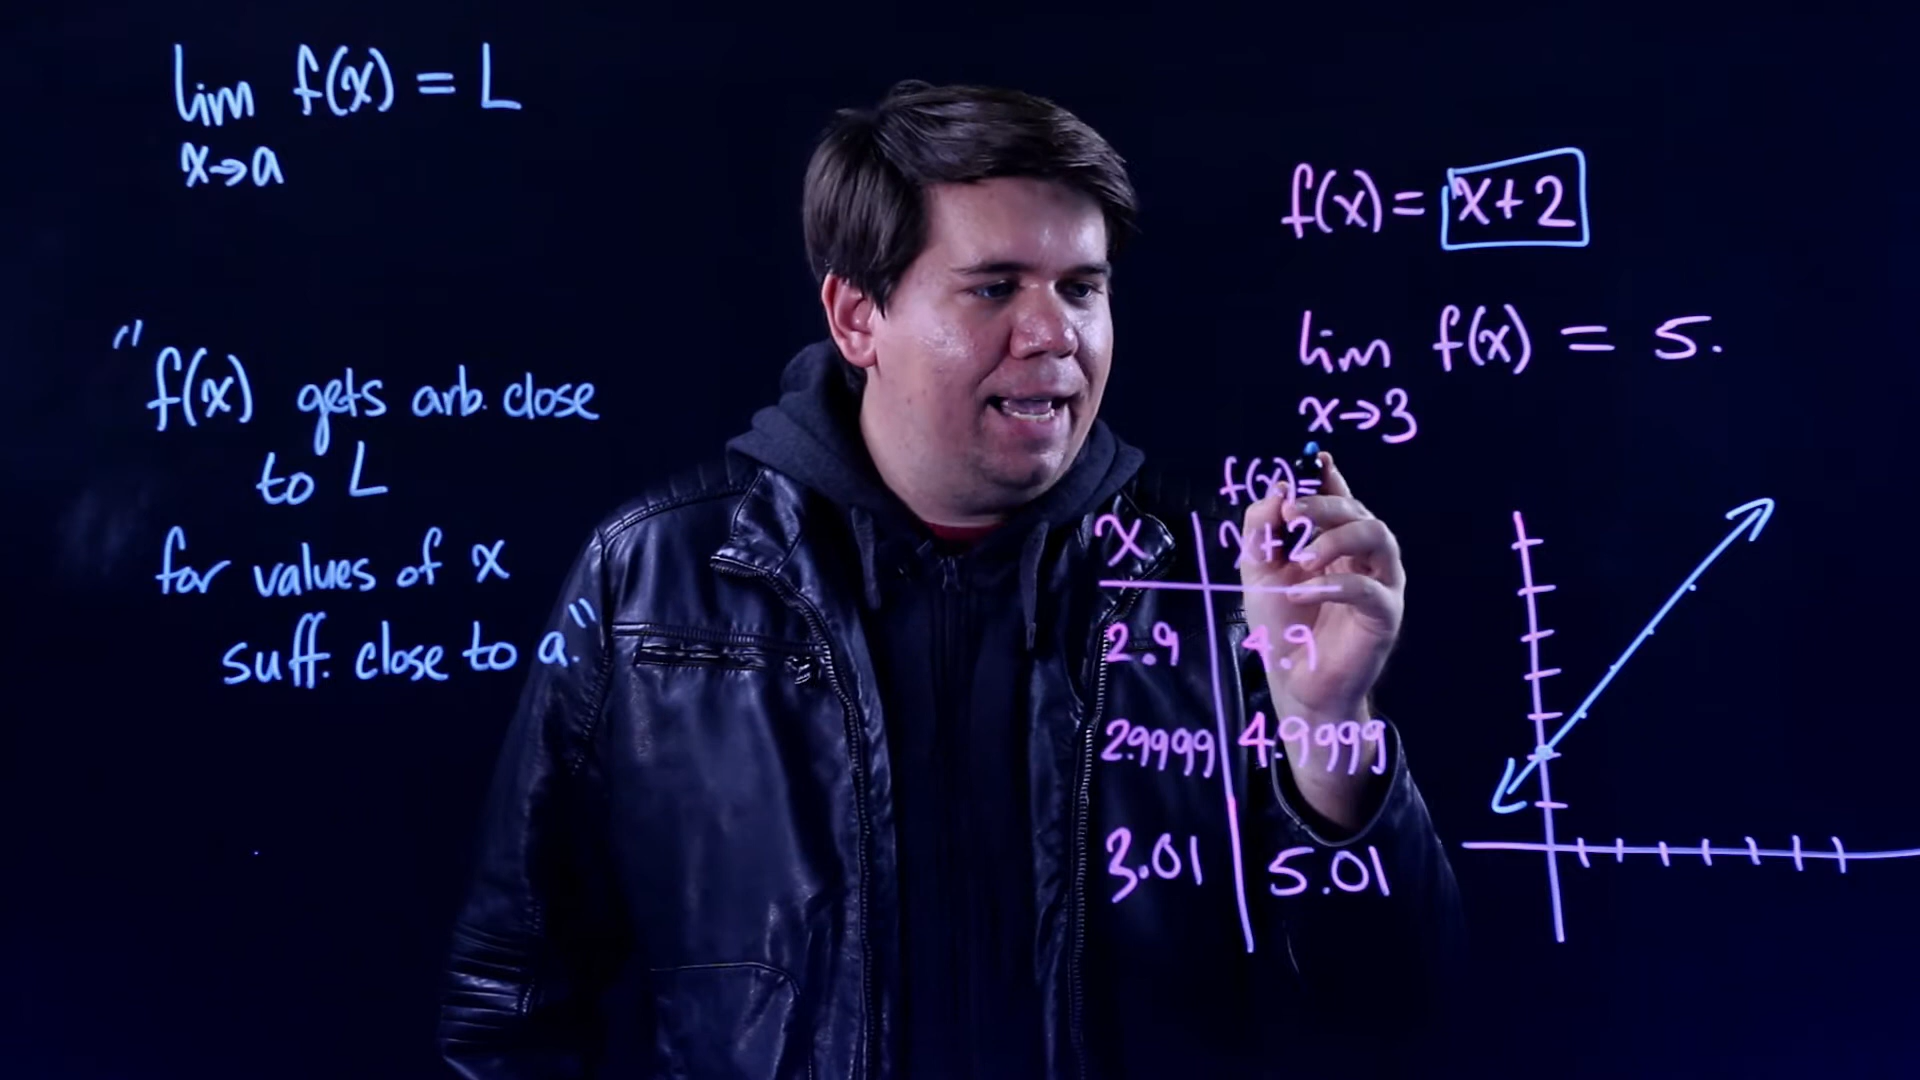 lim f(x) = L
x→a
"f(x) gets arb. close
to L
for values of x
suff. close to a."
f(x) = x+2
lim f(x) = 5.
x→3
f(x)=
x x+2
2.9 4.9
2.9999 4.9999
3.01 5.01